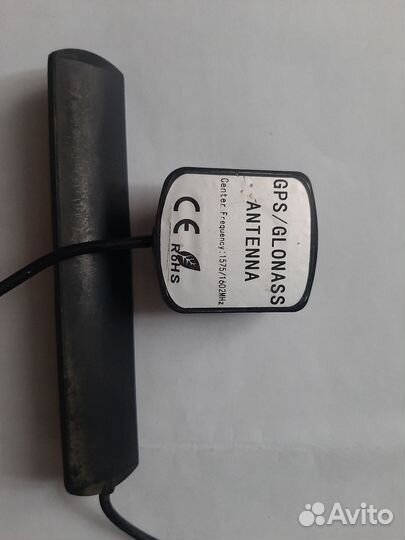 GPS/GLONASS
ANTENNA
Center Frequency:1575/1602MHz
CE
RoHS
Avito